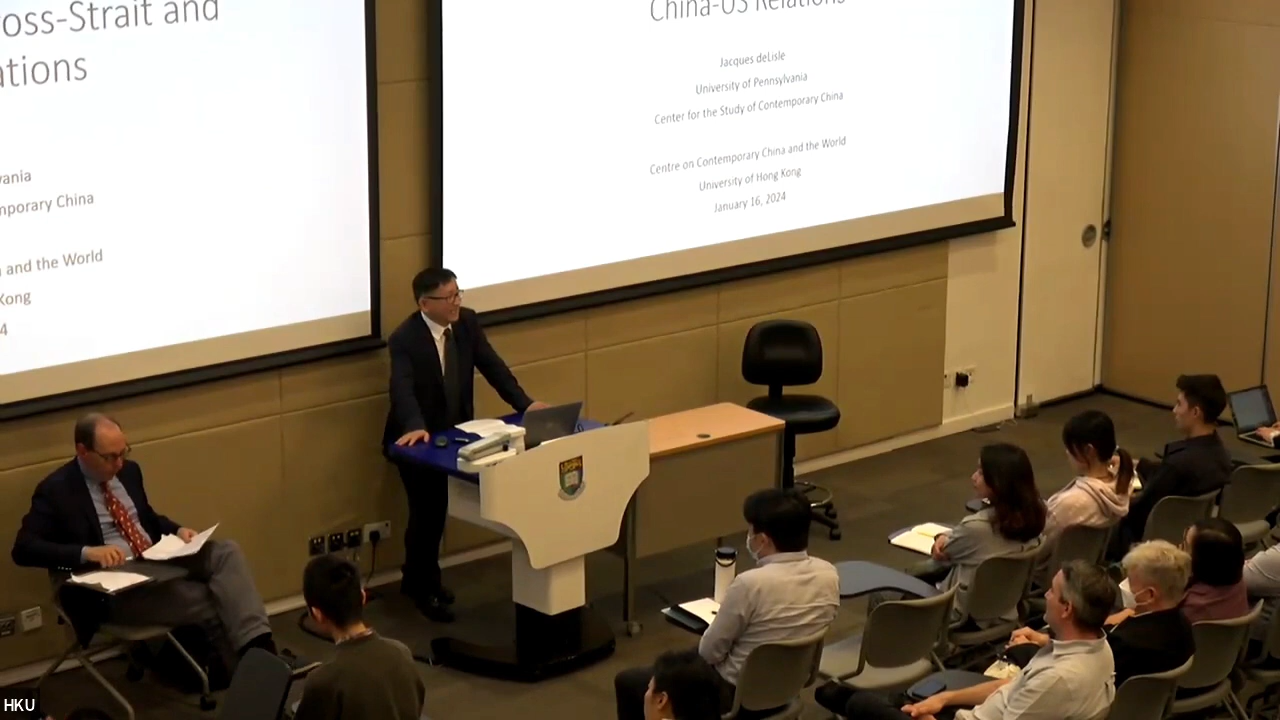 oss-Strait and
ations
vania
mporary China
and the World
Kong
4
China-US Relations
Jacques deLisle
University of Pennsylvania
Center for the Study of Contemporary China
Centre on Contemporary China and the World
University of Hong Kong
January 16, 2024
HKU